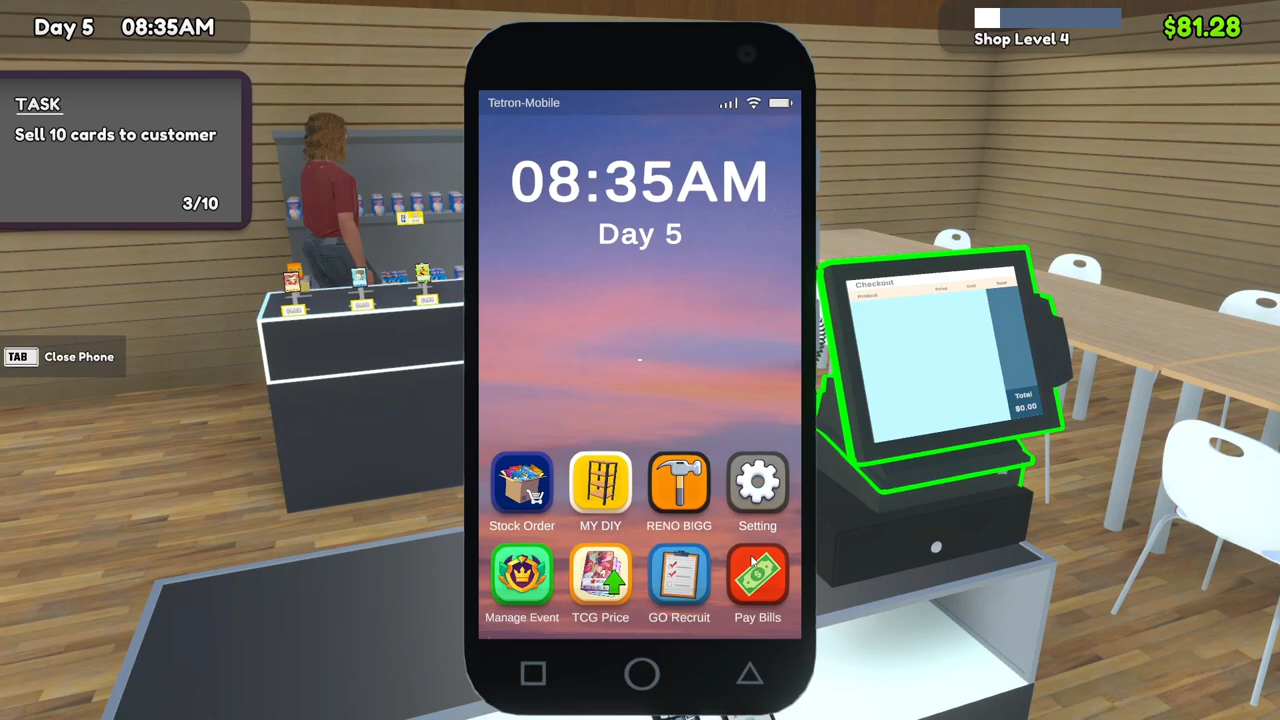 Day 5 08:35AM
Shop Level 4
$81.28
TASK
Sell 10 cards to customer
3/10
TAB Close Phone
Tetron-Mobile
08:35AM
Day 5
Stock Order MY DIY RENO BIGG Setting
Manage Event TCG Price GO Recruit Pay Bills
Checkout
Product
Total
$0.00